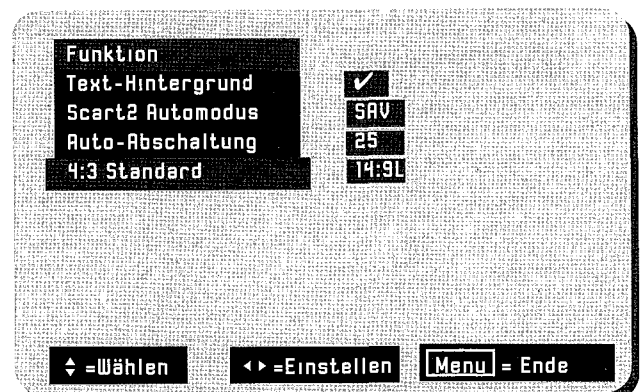 Funktion
Text-Hintergrund ✔
Scart2 Automodus SAV
Auto-Abschaltung 25
4:3 Standard 14:9L
=Wählen =Einstellen Menu = Ende